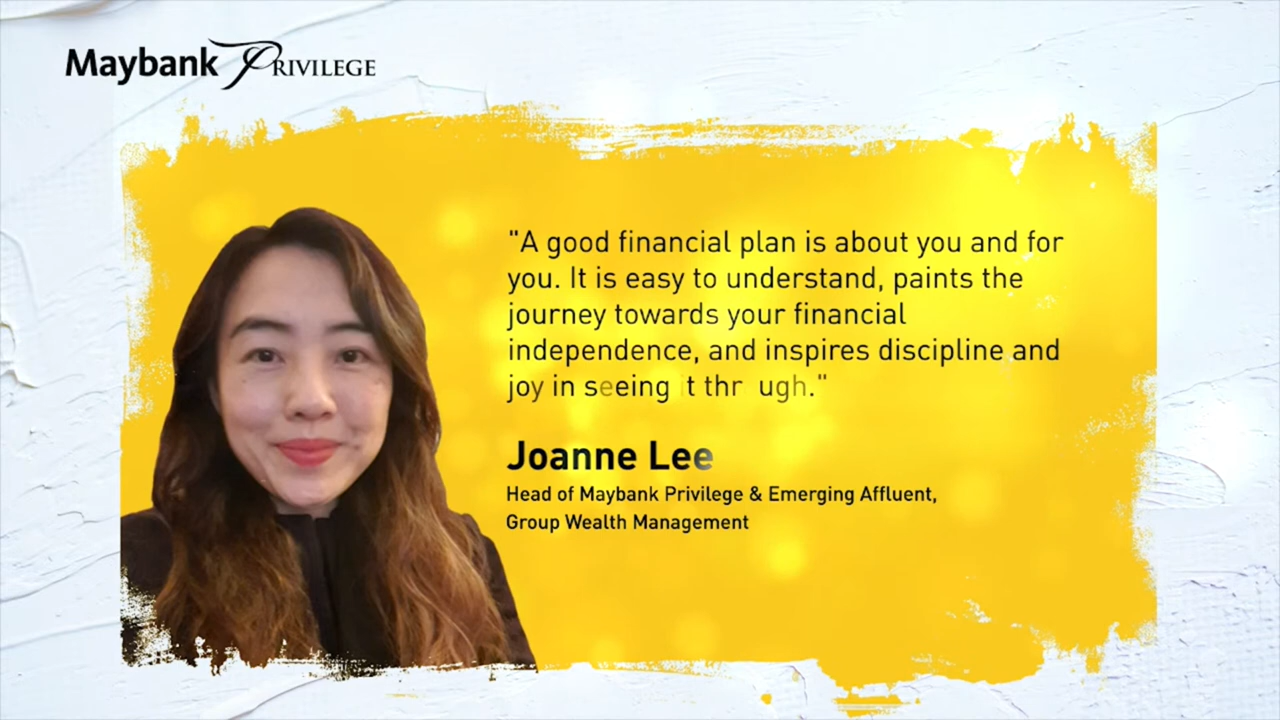 Maybank PRIVILEGE
"A good financial plan is about you and for
you. It is easy to understand, paints the
journey towards your financial
independence, and inspires discipline and
joy in seeing it through."
Joanne Lee
Head of Maybank Privilege & Emerging Affluent,
Group Wealth Management